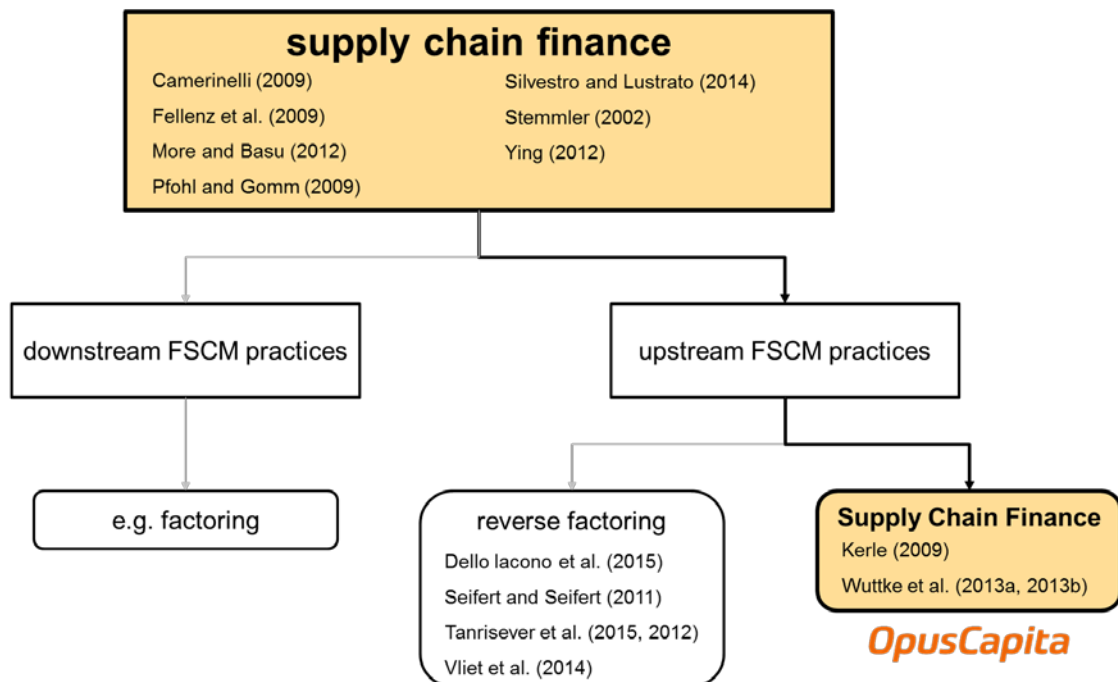 supply chain finance
Camerinelli (2009)
Fellenz et al. (2009)
More and Basu (2012)
Pfohl and Gomm (2009)
Silvestro and Lustrato (2014)
Stemmler (2002)
Ying (2012)
downstream FSCM practices
upstream FSCM practices
e.g. factoring
reverse factoring
Dello Iacono et al. (2015)
Seifert and Seifert (2011)
Tanrisever et al. (2015, 2012)
Vliet et al. (2014)
Supply Chain Finance
Kerle (2009)
Wuttke et al. (2013a, 2013b)
OpusCapita